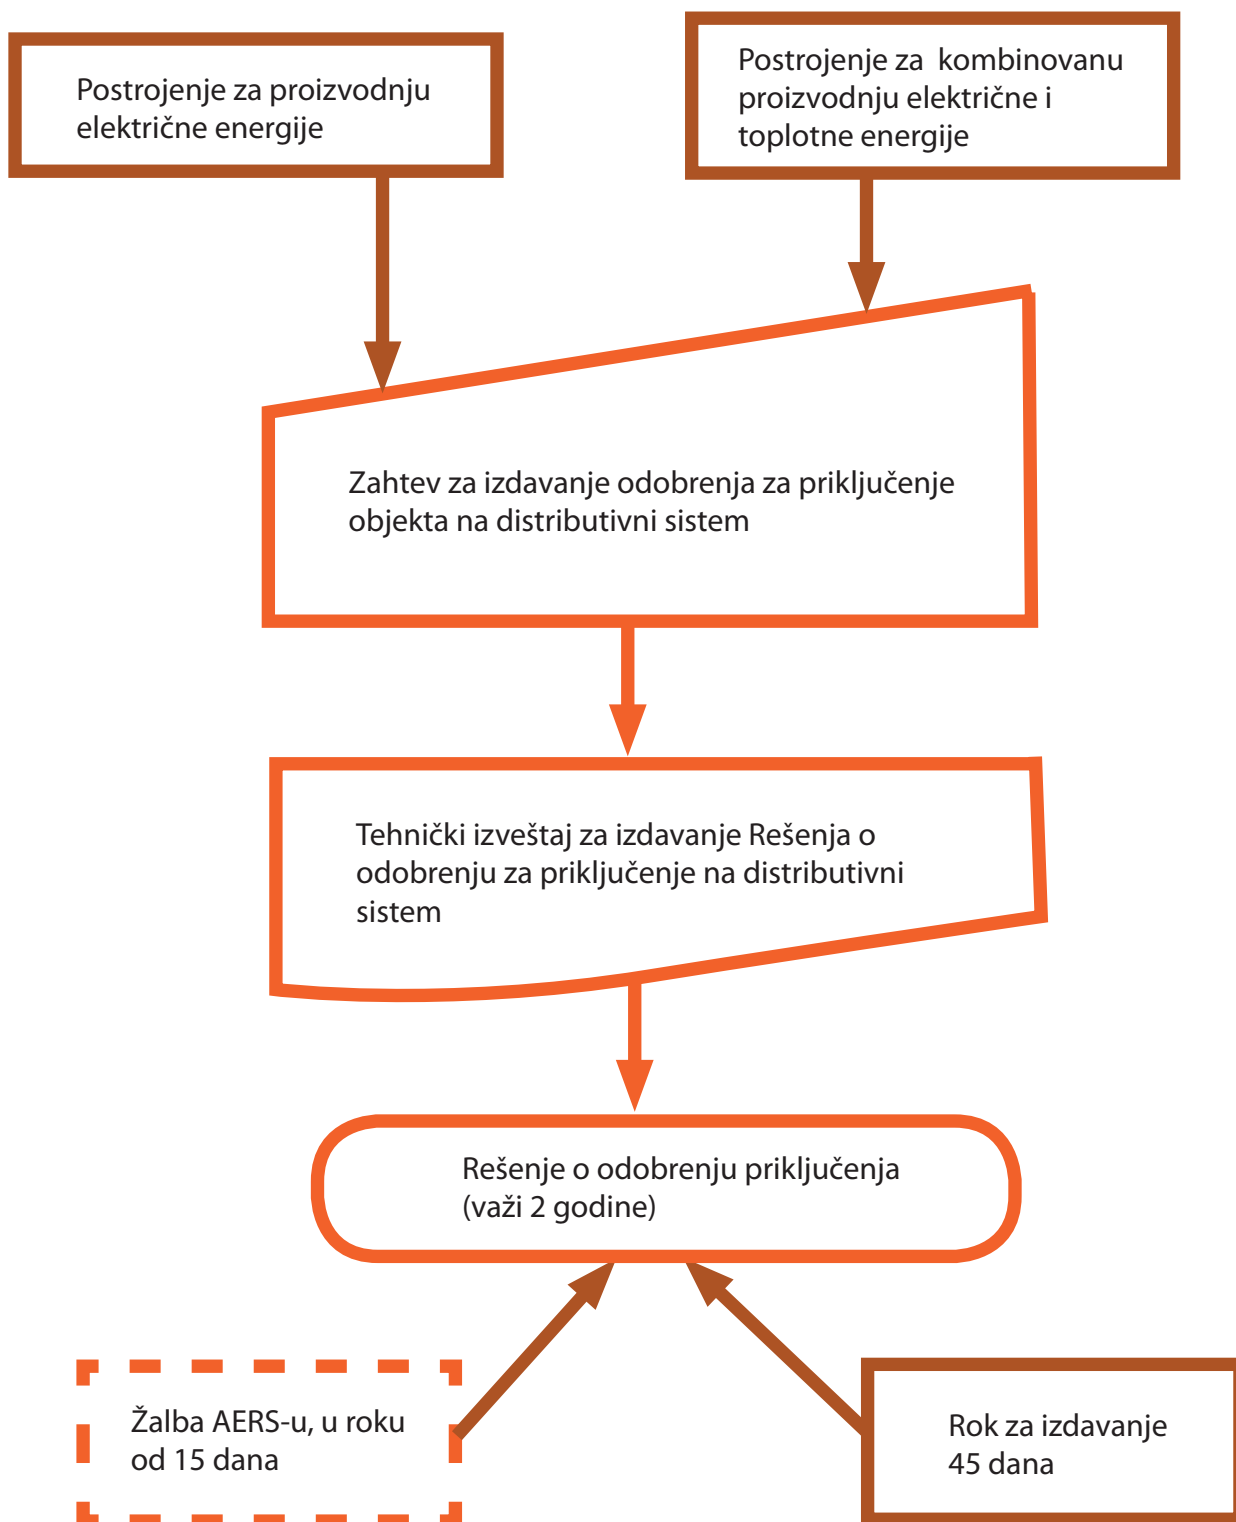 Postrojenje za proizvodnju
električne energije
Postrojenje za kombinovanu
proizvodnju električne i
toplotne energije
Zahtev za izdavanje odobrenja za priključenje
objekta na distributivni sistem
Tehnički izveštaj za izdavanje Rešenja o
odobrenju za priključenje na distributivni
sistem
Rešenje o odobrenju priključenja
(važi 2 godine)
Žalba AERS-u, u roku
od 15 dana
Rok za izdavanje
45 dana